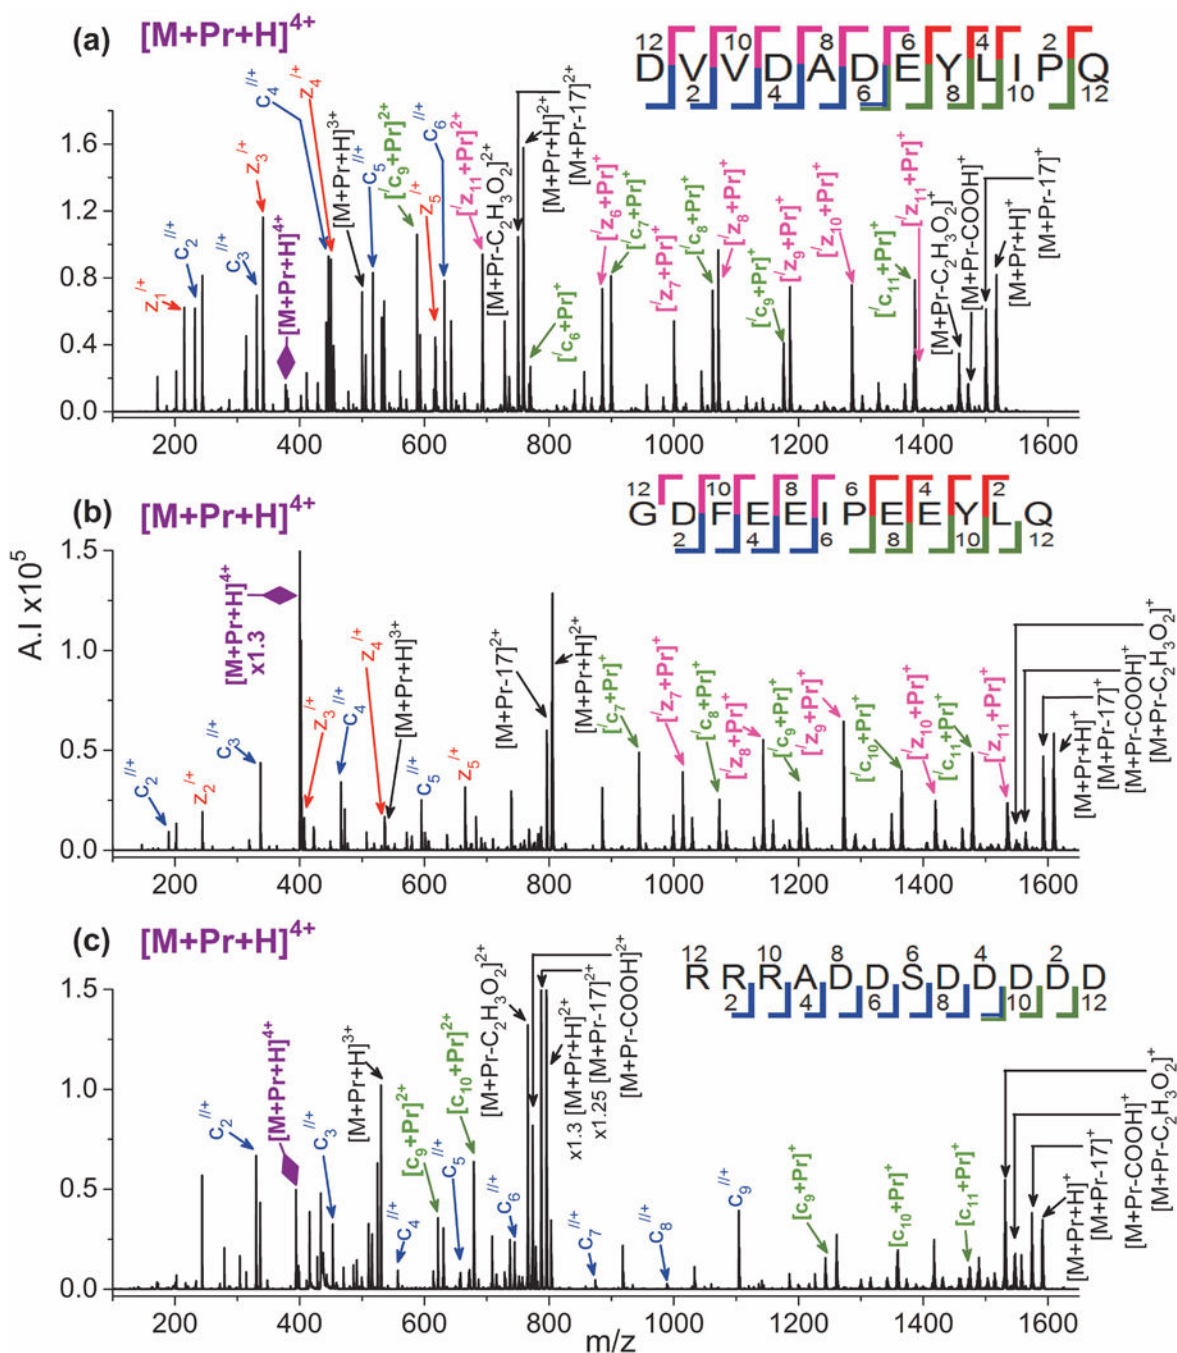 (a) [M+Pr+H]4+
12 10 8 6 4 2
D V V D A D E Y L I P Q
2 4 6 8 10 12
z1/+
c2//+
c3//+
z3/+
[M+Pr+H]4+
c4//+
z4/+
[M+Pr+H]3+
c5//+
[/c9+Pr]2+
z5/+
c6//+
[/z11+Pr]2+
[M+Pr-C2H3O2]2+
[M+Pr+H]2+
[M+Pr-17]2+
[/c6+Pr]+
[/z6+Pr]+
[/c7+Pr]+
[/z7+Pr]+
[/c8+Pr]+
[/z8+Pr]+
[/c9+Pr]+
[/z9+Pr]+
[/z10+Pr]+
[/c11+Pr]+
[/z11+Pr]+
[M+Pr-C2H3O2]+
[M+Pr-COOH]+
[M+Pr+H]+
[M+Pr-17]+
1.6
1.2
0.8
0.4
0.0
200 400 600 800 1000 1200 1400 1600
(b) [M+Pr+H]4+
12 10 8 6 4 2
G D F E E I P E E Y L Q
2 4 6 8 10 12
A.I x105
[M+Pr+H]4+
x1.3
c2//+
z2/+
c3//+
z3/+
c4//+
z4/+
[M+Pr+H]3+
c5//+
z5/+
[M+Pr-17]2+
[M+Pr+H]2+
[/c7+Pr]+
[/z7+Pr]+
[/c8+Pr]+
[/z8+Pr]+
[/c9+Pr]+
[/z9+Pr]+
[/c10+Pr]+
[/z10+Pr]+
[/c11+Pr]+
[/z11+Pr]+
[M+Pr+H]+
[M+Pr-17]+
[M+Pr-COOH]+
[M+Pr-C2H3O2]+
1.5
1.0
0.5
0.0
200 400 600 800 1000 1200 1400 1600
(c) [M+Pr+H]4+
12 10 8 6 4 2
R R R A D D S D D D D D
2 4 6 8 10 12
c2//+
[M+Pr+H]4+
c3//+
[M+Pr+H]3+
c4//+
[c9+Pr]2+
c5//+
[c10+Pr]2+
c6//+
[M+Pr-C2H3O2]2+
x1.3 [M+Pr+H]2+
x1.25 [M+Pr-17]2+
[M+Pr-COOH]2+
c7//+
c8//+
c9//+
[c9+Pr]+
[c10+Pr]+
[c11+Pr]+
[M+Pr+H]+
[M+Pr-17]+
[M+Pr-COOH]+
[M+Pr-C2H3O2]+
1.5
1.0
0.5
0.0
200 400 600 800 1000 1200 1400 1600
m/z